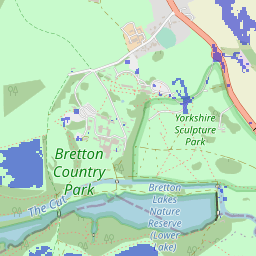 Yorkshire
Sculpture
Park
Bretton
Country
Park
The Cut
Bretton
Lakes
Nature
Reserve
(Lower
Lake)